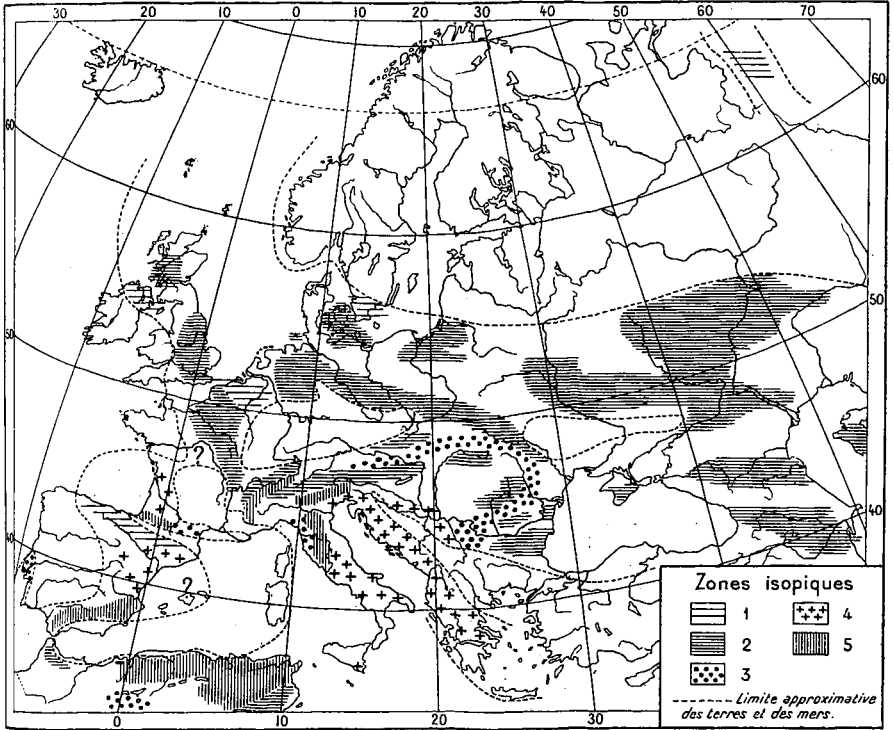 30 20 10 0 10 20 30 40 50 60 70
60
60
50
50
40
40
?
?
Zones isopiques
1 4
2 5
3
Limite approximative
des terres et des mers.
0 10 20 30